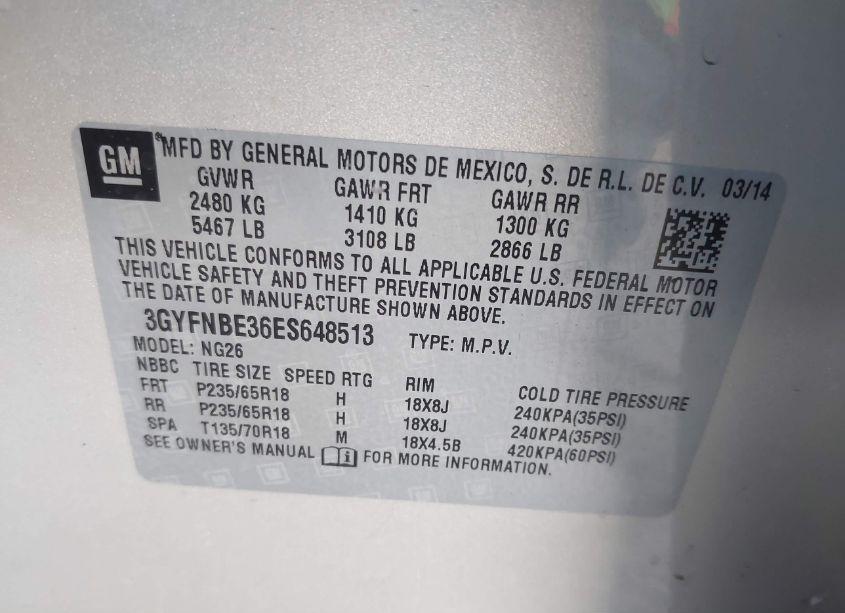 GM ®MFD BY GENERAL MOTORS DE MEXICO, S. DE R.L. DE C.V. 03/14
GVWR GAWR FRT GAWR RR
2480 KG 1410 KG 1300 KG
5467 LB 3108 LB 2866 LB
THIS VEHICLE CONFORMS TO ALL APPLICABLE U.S. FEDERAL MOTOR
VEHICLE SAFETY AND THEFT PREVENTION STANDARDS IN EFFECT ON
THE DATE OF MANUFACTURE SHOWN ABOVE.
3GYFNBE36ES648513 TYPE: M.P.V.
MODEL: NG26
NBBC TIRE SIZE SPEED RTG RIM COLD TIRE PRESSURE
FRT P235/65R18 H 18X8J 240KPA(35PSI)
RR P235/65R18 H 18X8J 240KPA(35PSI)
SPA T135/70R18 M 18X4.5B 420KPA(60PSI)
SEE OWNER'S MANUAL i FOR MORE INFORMATION.